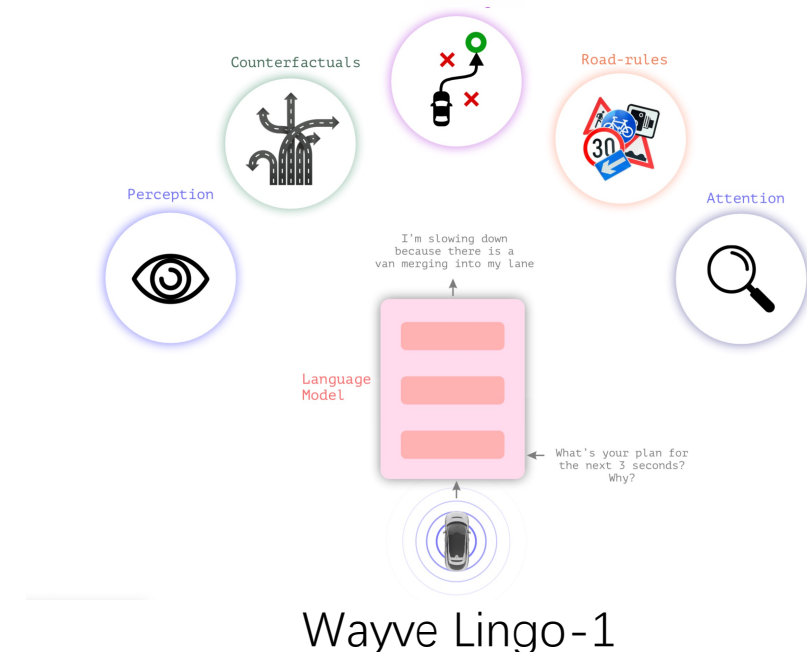 Counterfactuals
Road-rules
Perception
Attention
30
I'm slowing down
because there is a
van merging into my lane
Language
Model
What's your plan for
the next 3 seconds?
Why?
Wayve Lingo-1